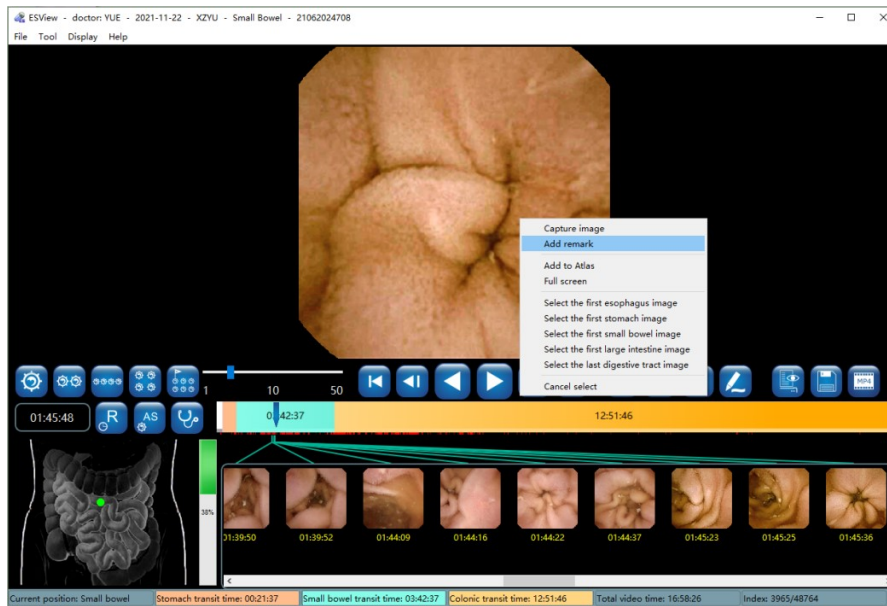 ESView - doctor: YUE - 2021-11-22 - XZYU - Small Bowel - 21062024708
File Tool Display Help
Capture image
Add remark
Add to Atlas
Full screen
Select the first esophagus image
Select the first stomach image
Select the first small bowel image
Select the first large intestine image
Select the last digestive tract image
Cancel select
1 10 50
MP4
01:45:48 R AS 42:37 12:51:46
38%
01:39:50 01:39:52 01:44:09 01:44:16 01:44:22 01:44:37 01:45:23 01:45:25 01:45:36
Current position: Small bowel Stomach transit time: 00:21:37 Small bowel transit time: 03:42:37 Colonic transit time: 12:51:46 Total video time: 16:58:26 Index: 3965/48764